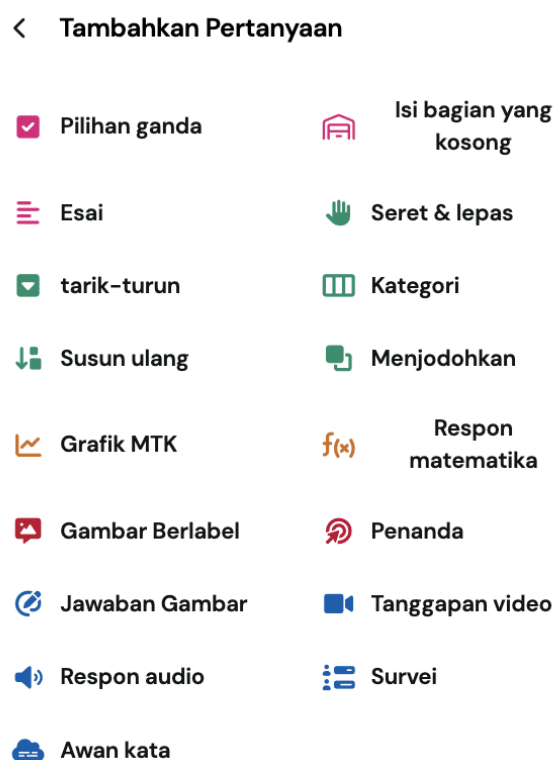 Tambahkan Pertanyaan
Pilihan ganda
Isi bagian yang
kosong
Esai
Seret & lepas
tarik-turun
Kategori
Susun ulang
Menjodohkan
Grafik MTK
f(x)
Respon
matematika
Gambar Berlabel
Penanda
Jawaban Gambar
Tanggapan video
Respon audio
Survei
Awan kata